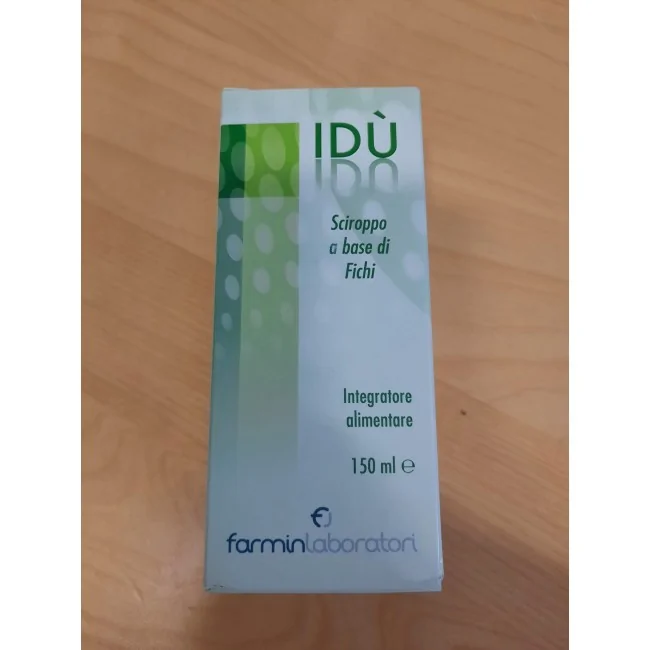 IDÙ
Sciroppo
a base di
Fichi
Integratore
alimentare
150 ml ℮
farminlaboratori